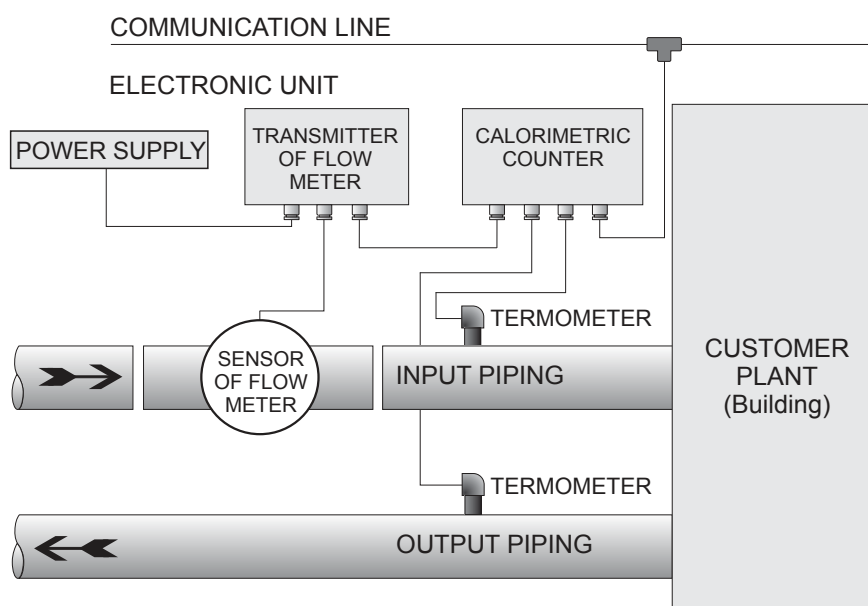 COMMUNICATION LINE
ELECTRONIC UNIT
POWER SUPPLY
TRANSMITTER
OF FLOW
METER
CALORIMETRIC
COUNTER
TERMOMETER
SENSOR
OF FLOW
METER
INPUT PIPING
CUSTOMER
PLANT
(Building)
TERMOMETER
OUTPUT PIPING